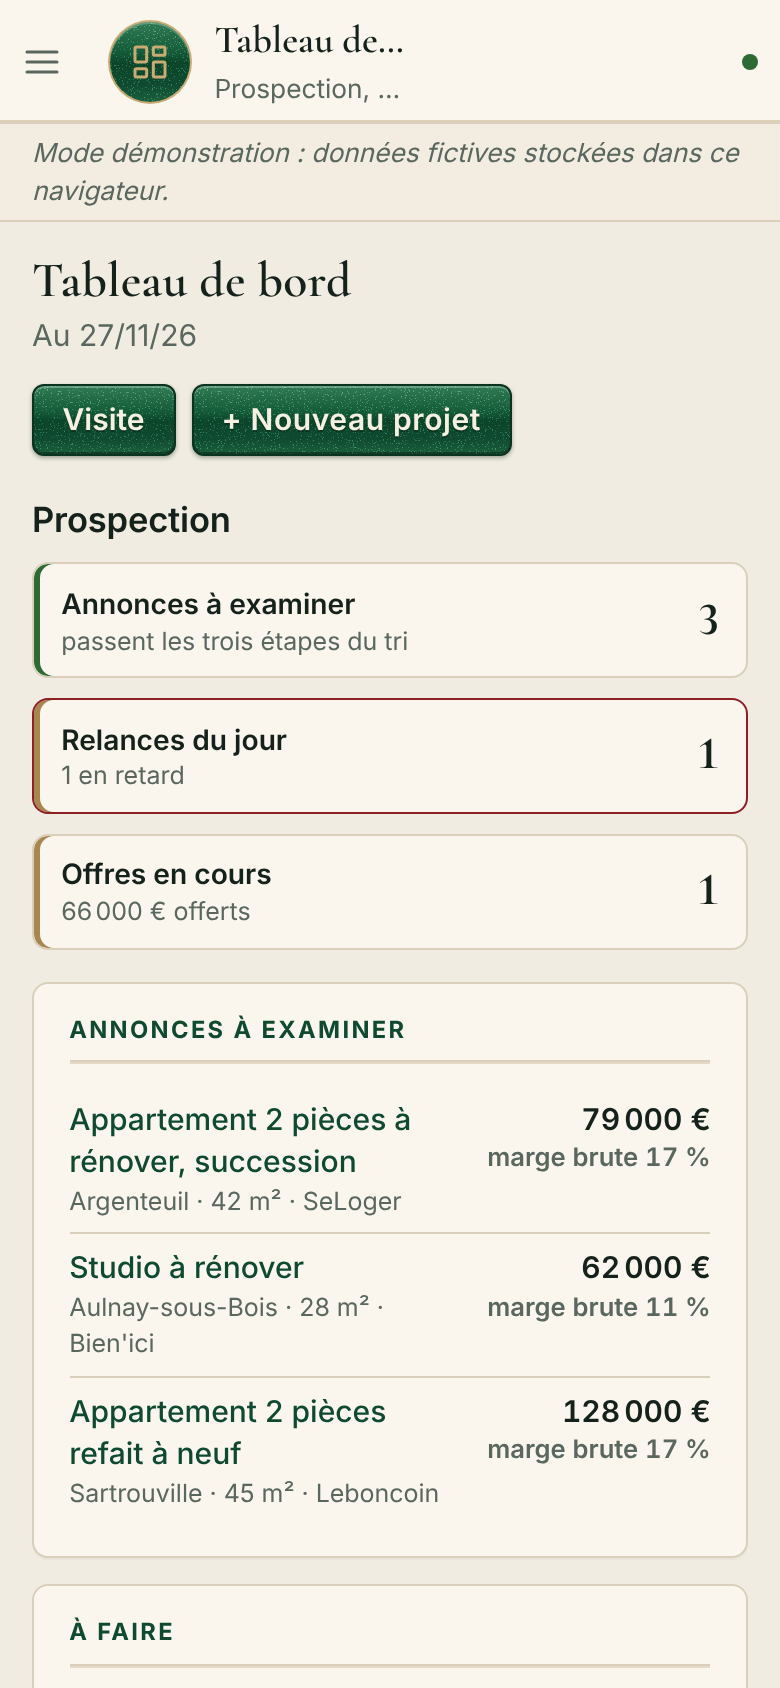 Tableau de...
Prospection, ...
Mode démonstration : données fictives stockées dans ce
navigateur.
Tableau de bord
Au 27/11/26
Visite
+ Nouveau projet
Prospection
Annonces à examiner
passent les trois étapes du tri
3
Relances du jour
1 en retard
1
Offres en cours
66 000 € offerts
1
ANNONCES À EXAMINER
Appartement 2 pièces à
rénover, succession
Argenteuil · 42 m² · SeLoger
79 000 €
marge brute 17 %
Studio à rénover
Aulnay-sous-Bois · 28 m² ·
Bien'ici
62 000 €
marge brute 11 %
Appartement 2 pièces
refait à neuf
Sartrouville · 45 m² · Leboncoin
128 000 €
marge brute 17 %
À FAIRE